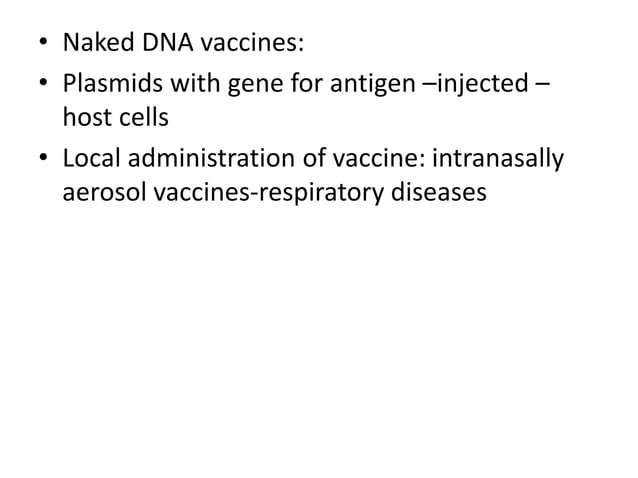 • Naked DNA vaccines:
• Plasmids with gene for antigen –injected –
host cells
• Local administration of vaccine: intranasally
aerosol vaccines-respiratory diseases